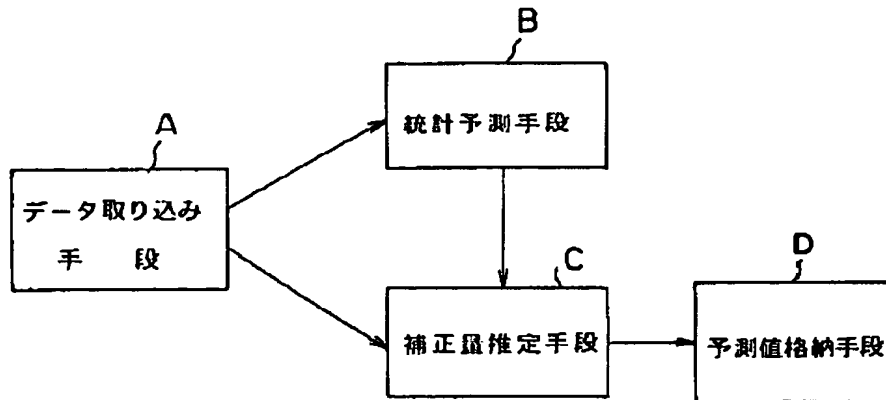 B
統計予測手段
A
データ取り込み
手 段
C
補正量推定手段
D
予測値格納手段